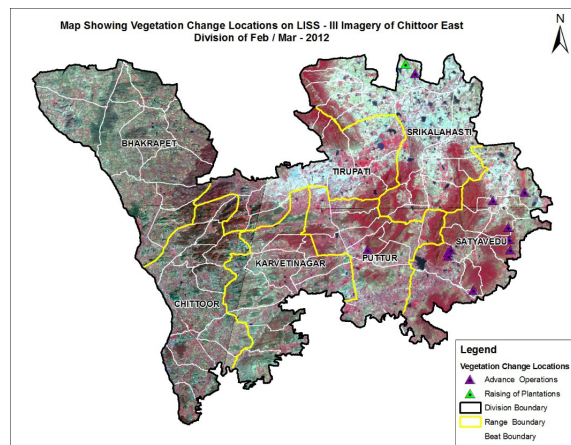 Map Showing Vegetation Change Locations on LISS - III Imagery of Chittoor East
Division of Feb / Mar - 2012
N
BHAKRAPET
SRIKALAHASTI
TIRUPATI
SATYAVEDU
PUTTUR
KARVETINAGAR
CHITTOOR
Legend
Vegetation Change Locations
Advance Operations
Raising of Plantations
Division Boundary
Range Boundary
Beat Boundary